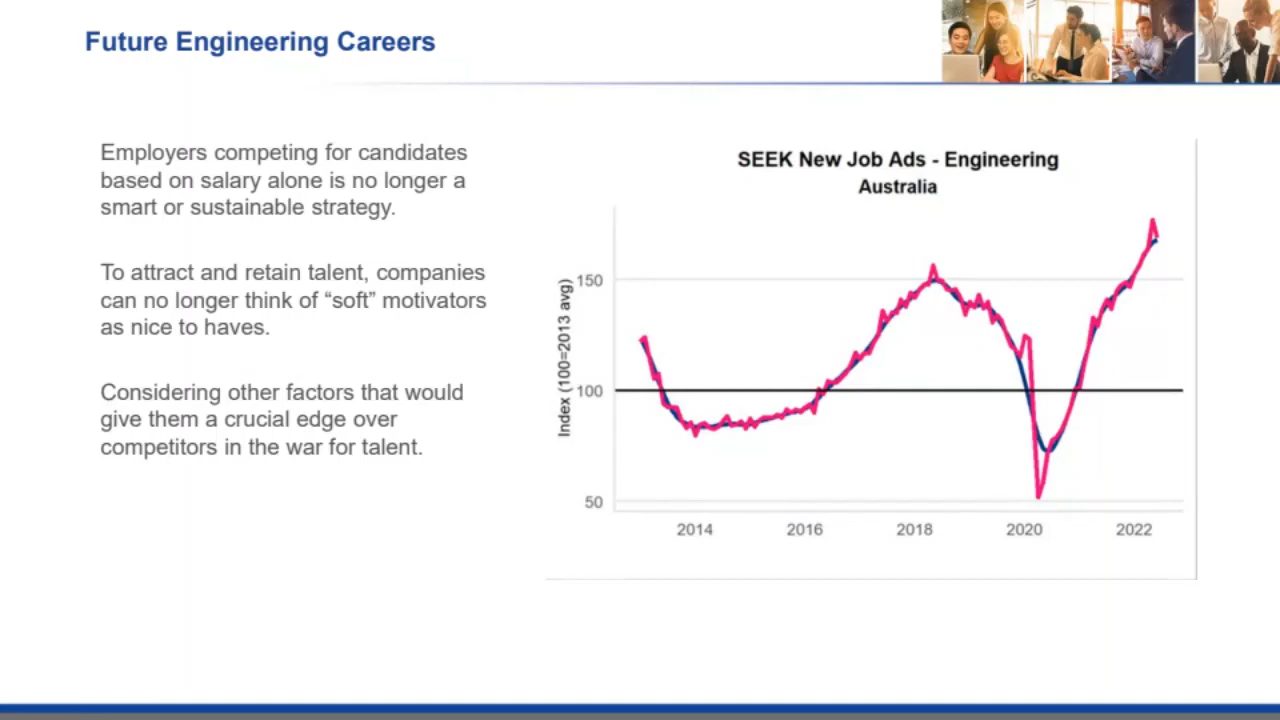 Future Engineering Careers
Employers competing for candidates
based on salary alone is no longer a
smart or sustainable strategy.
To attract and retain talent, companies
can no longer think of “soft” motivators
as nice to haves.
Considering other factors that would
give them a crucial edge over
competitors in the war for talent.
SEEK New Job Ads - Engineering
Australia
Index (100=2013 avg)
150
100
50
2014 2016 2018 2020 2022